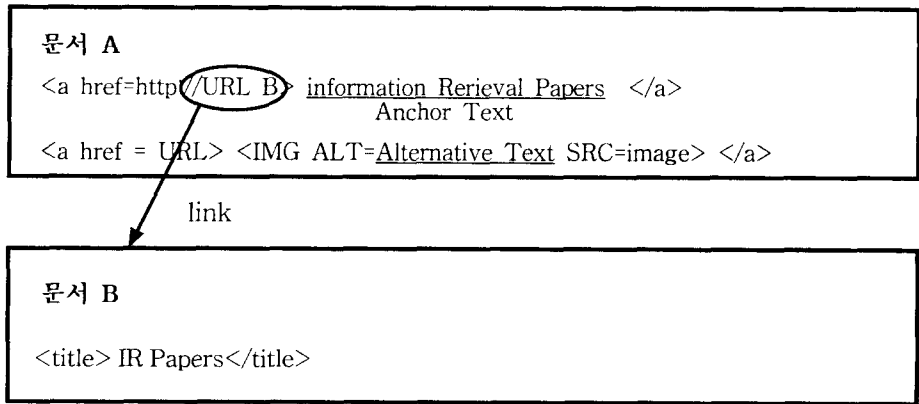 문서 A
<a href=http://URL B> information Rerieval Papers </a>
Anchor Text
<a href = URL> <IMG ALT=Alternative Text SRC=image> </a>
link
문서 B
<title> IR Papers</title>